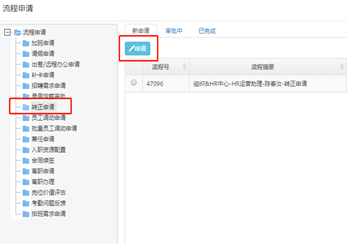 流程申请
流程申请
加班申请
请假申请
出差/远程办公申请
补卡申请
招聘需求申请
转正申请
员工调动申请
批量员工调动申请
兼任申请
入职资源配置
合同续签
离职申请
离职办理
岗位价值评估
考勤问题反馈
排班需求申请
新申请 审批中 已完成
申请
流程号 流程摘要
47096 组织&HR中心-HR运营助理-陈春汝-转正申请